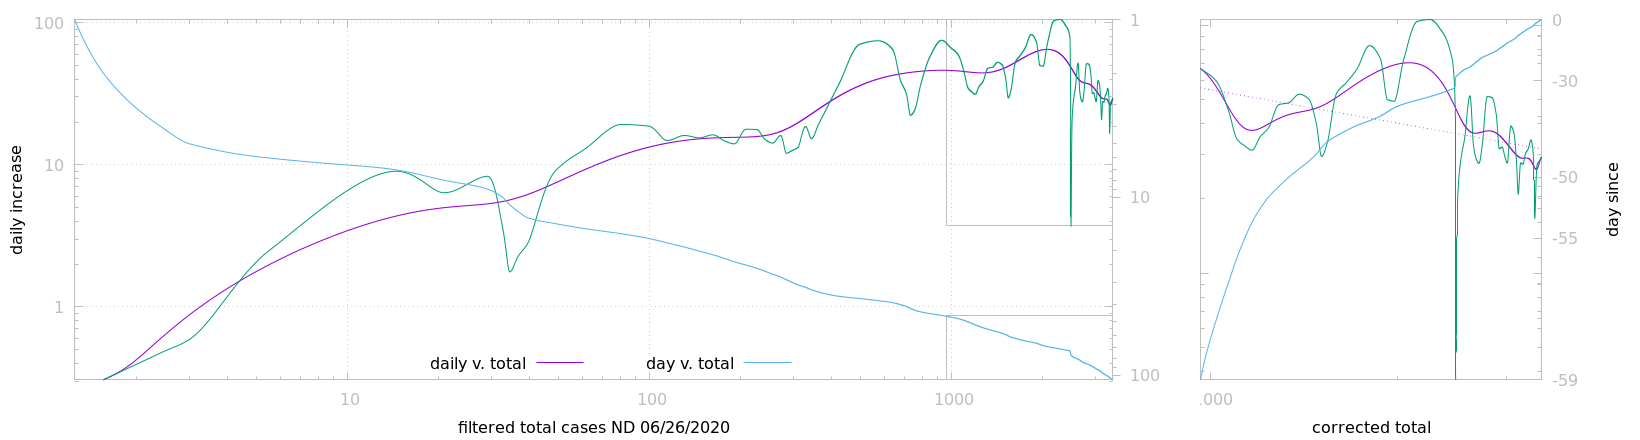 100
10
1
daily increase
10
100
1000
filtered total cases ND 06/26/2020
daily v. total
day v. total
1
10
100
.000
corrected total
0
-30
-50
-55
-59
day since